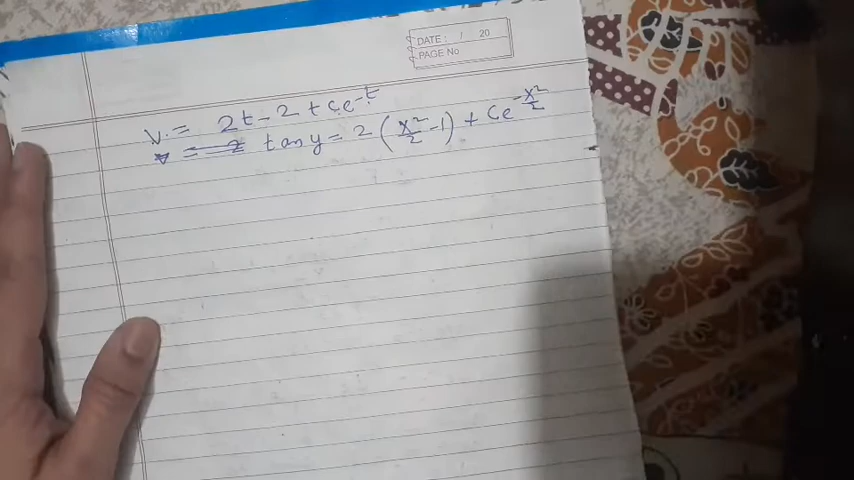 DATE: / 20
PAGE No
V = 2t - 2 + ce^-t
tan y = 2 (x²/2 - 1) + Ce^-x²/2